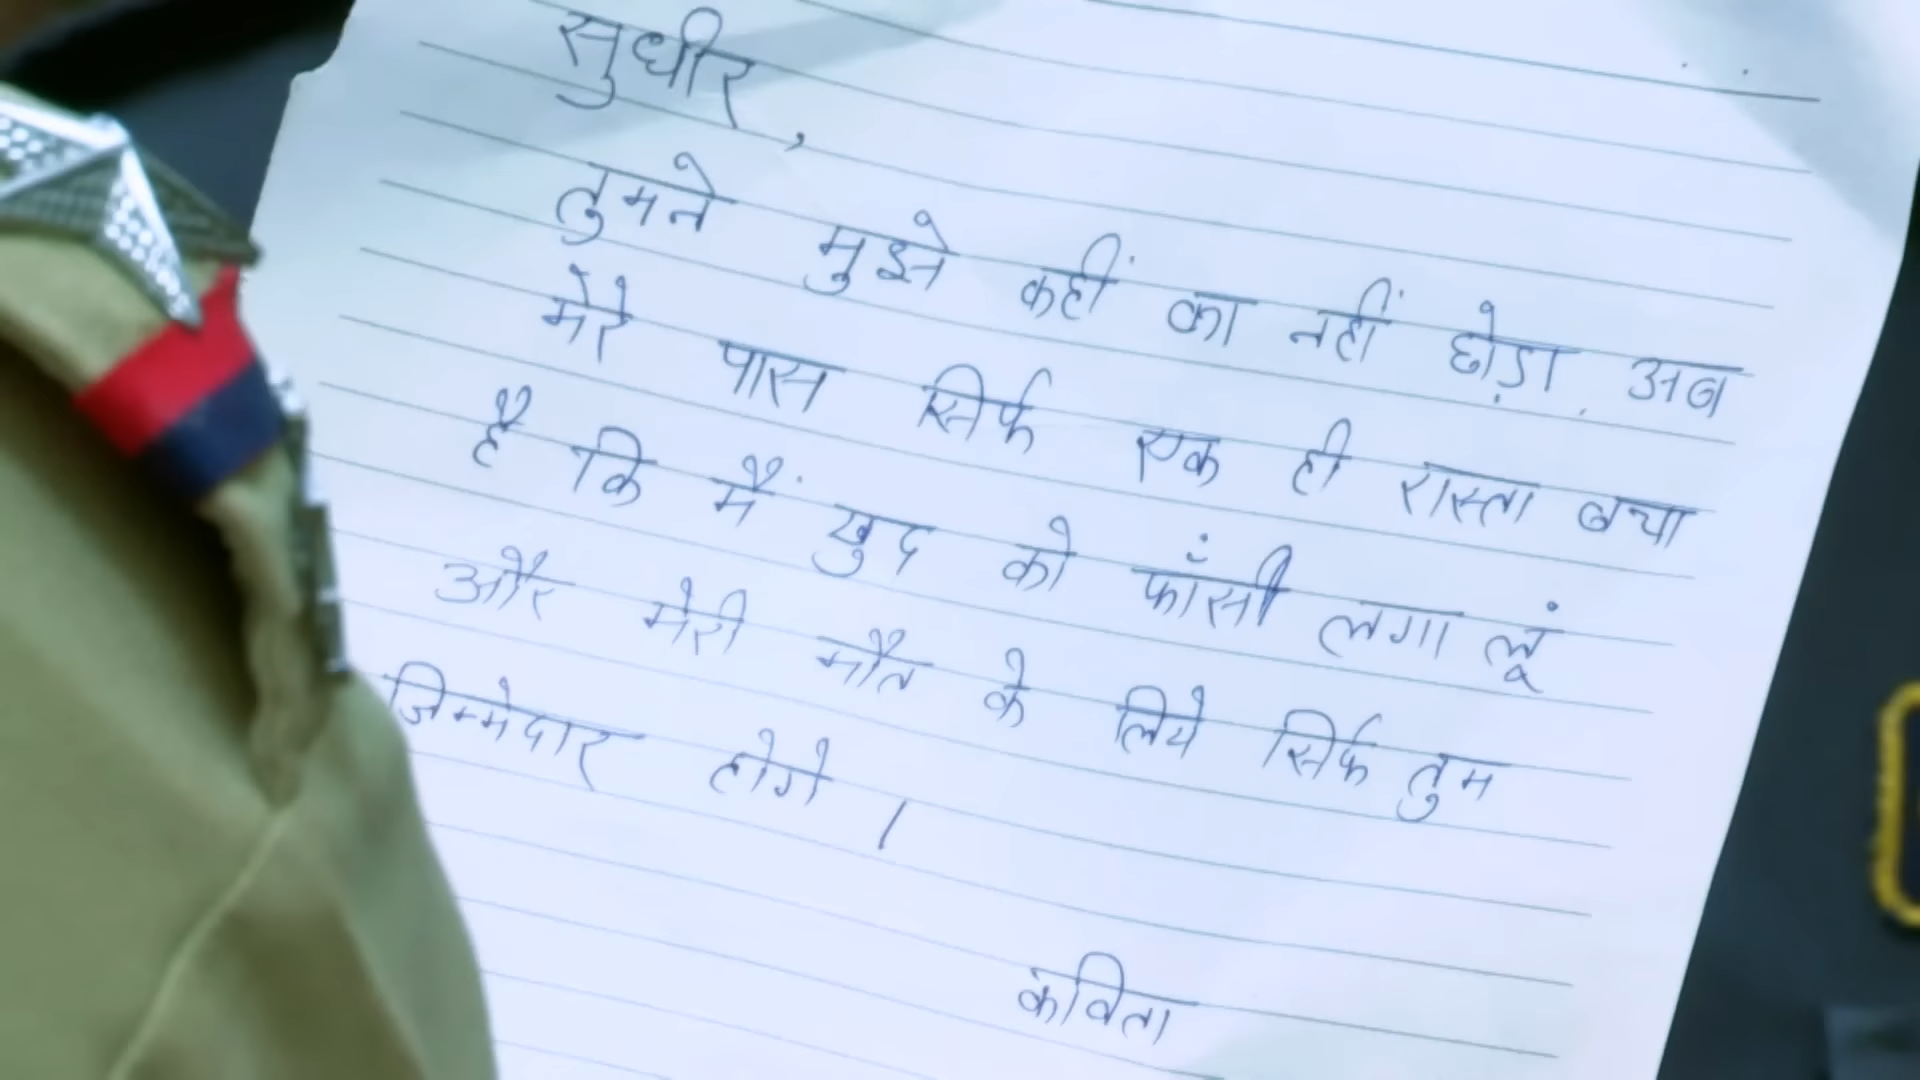 सुधीर,
तुमने मुझे कहीं का नहीं छोड़ा. अब
मेरे पास सिर्फ एक ही रास्ता बचा
है कि मैं खुद को फाँसी लगा लूं
और मेरी मौत के लिये सिर्फ तुम
जिम्मेदार होगे ।
कविता